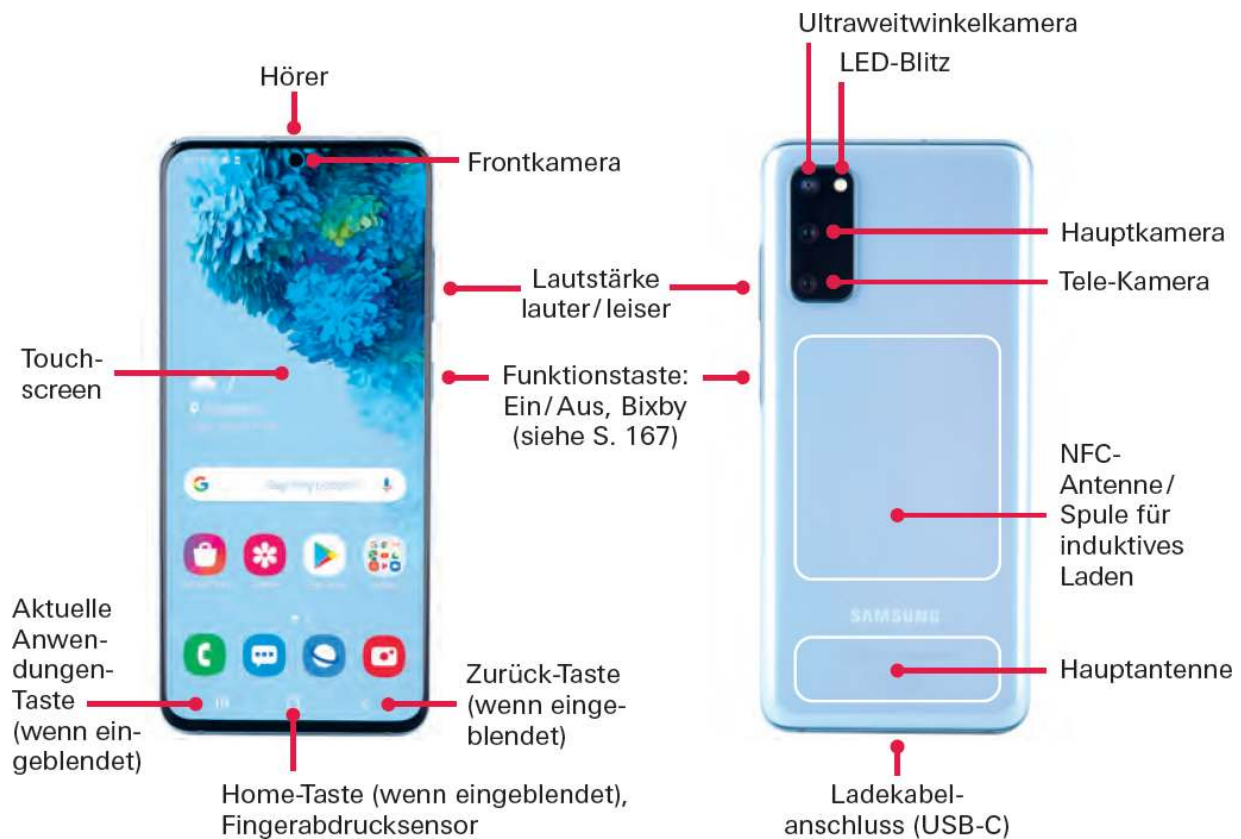 Ultraweitwinkelkamera
LED-Blitz
Hörer
Frontkamera
Hauptkamera
Tele-Kamera
Lautstärke
lauter/leiser
Touch-
screen
Funktionstaste:
Ein/Aus, Bixby
(siehe S. 167)
NFC-
Antenne/
Spule für
induktives
Laden
SAMSUNG
Aktuelle
Anwen-
dungen-
Taste
(wenn ein-
geblendet)
Zurück-Taste
(wenn einge-
blendet)
Hauptantenne
Home-Taste (wenn eingeblendet),
Fingerabdrucksensor
Ladekabel-
anschluss (USB-C)